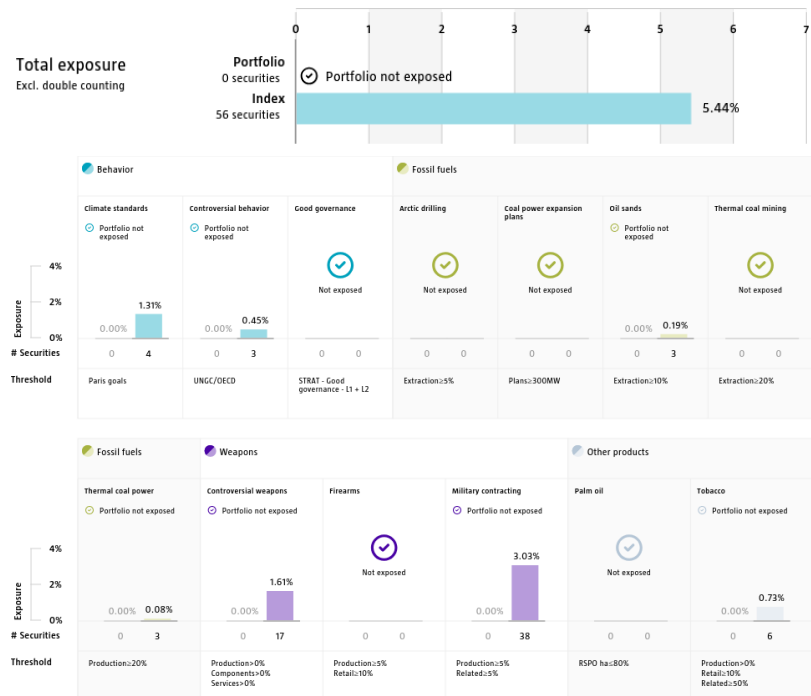 0 1 2 3 4 5 6 7
Total exposure
Excl. double counting
Portfolio
0 securities
Portfolio not exposed
Index
56 securities
5.44%
Behavior
Fossil fuels
Climate standards
Portfolio not
exposed
Controversial behavior
Portfolio not
exposed
Good governance
Not exposed
Arctic drilling
Not exposed
Coal power expansion
plans
Not exposed
Oil sands
Portfolio not
exposed
Thermal coal mining
Not exposed
Exposure
4%
2%
0%
0.00% 1.31%
0.00% 0.45%
0.00% 0.19%
# Securities 0 4 0 3 0 0 0 0 0 0 0 3 0 0
Threshold
Paris goals
UNGC/OECD
STRAT - Good
governance - L1 + L2
Extraction≥5%
Plans≥300MW
Extraction≥10%
Extraction≥20%
Fossil fuels
Weapons
Other products
Thermal coal power
Portfolio not exposed
Controversial weapons
Portfolio not exposed
Firearms
Not exposed
Military contracting
Portfolio not exposed
Palm oil
Not exposed
Tobacco
Portfolio not exposed
Exposure
4%
2%
0%
0.00% 0.08%
0.00% 1.61%
0.00% 3.03%
0.00% 0.73%
# Securities 0 3 0 17 0 0 0 38 0 0 0 6
Threshold
Production≥20%
Production>0%
Components>0%
Services>0%
Production≥5%
Retail≥10%
Production≥5%
Related≥5%
RSPO ha≤80%
Production>0%
Retail≥10%
Related≥50%